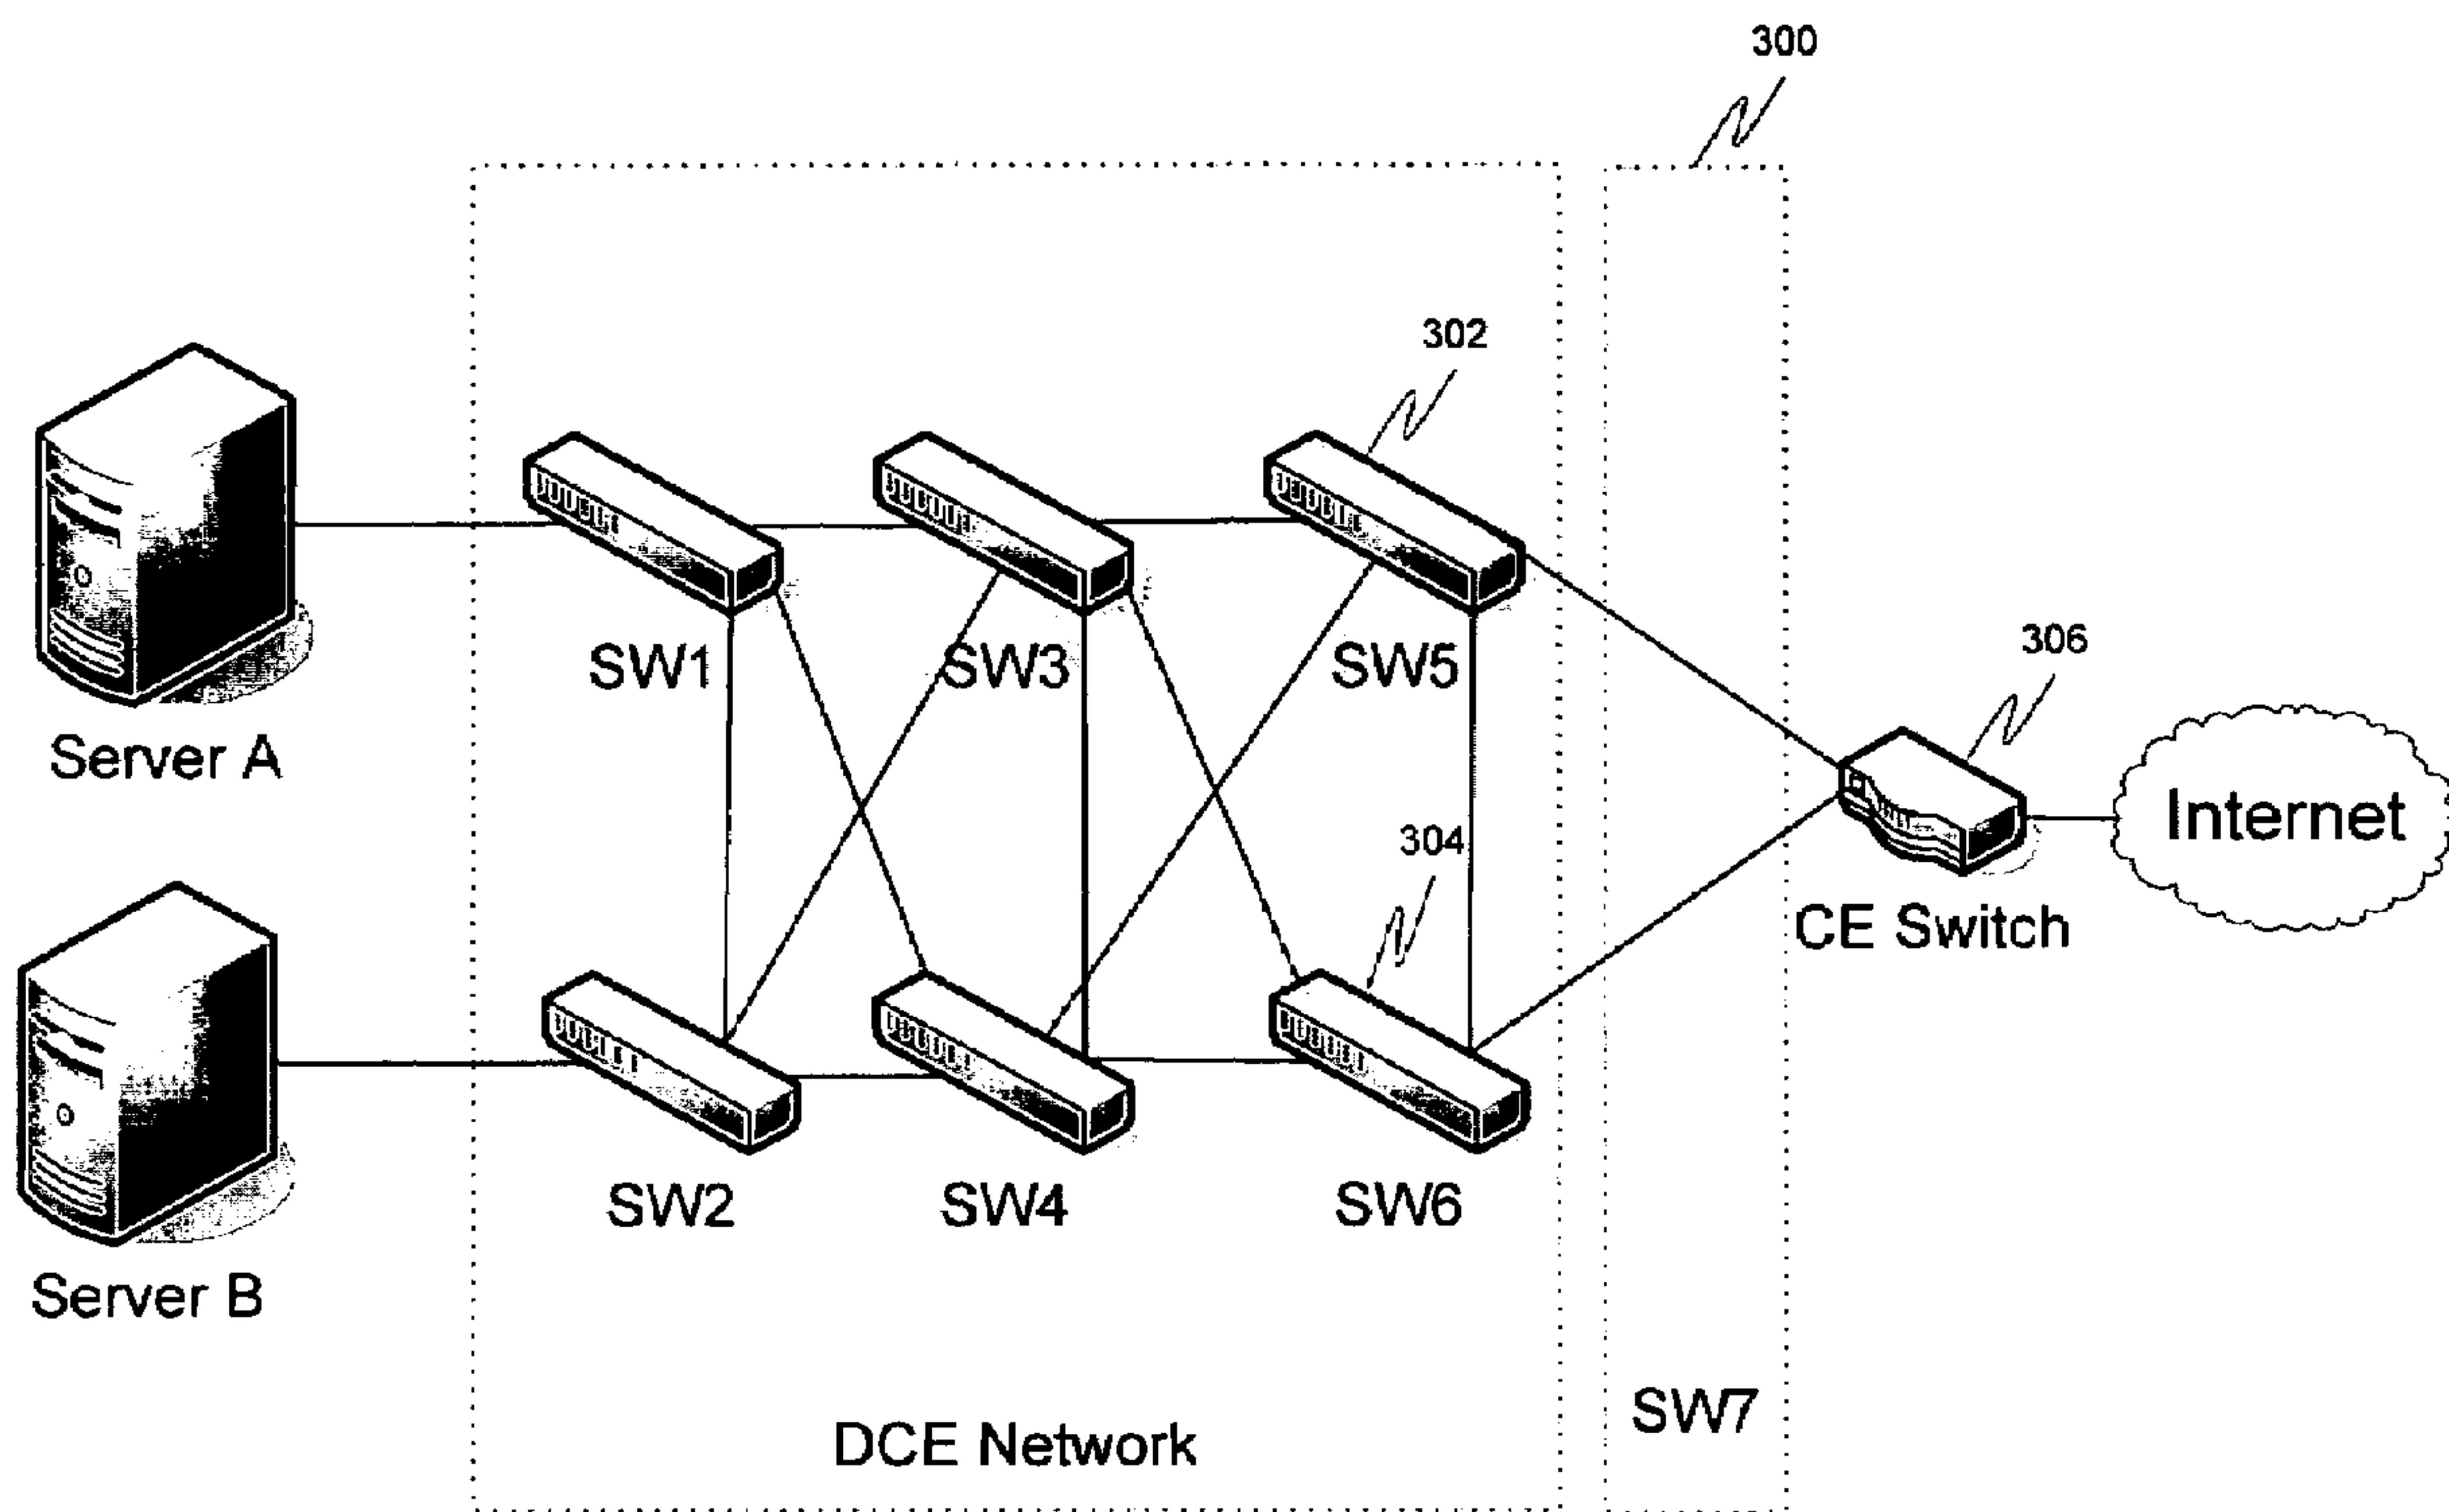 300
302
SW1
SW3
SW5
306
Server A
304
Internet
CE Switch
SW2
SW4
SW6
Server B
SW7
DCE Network